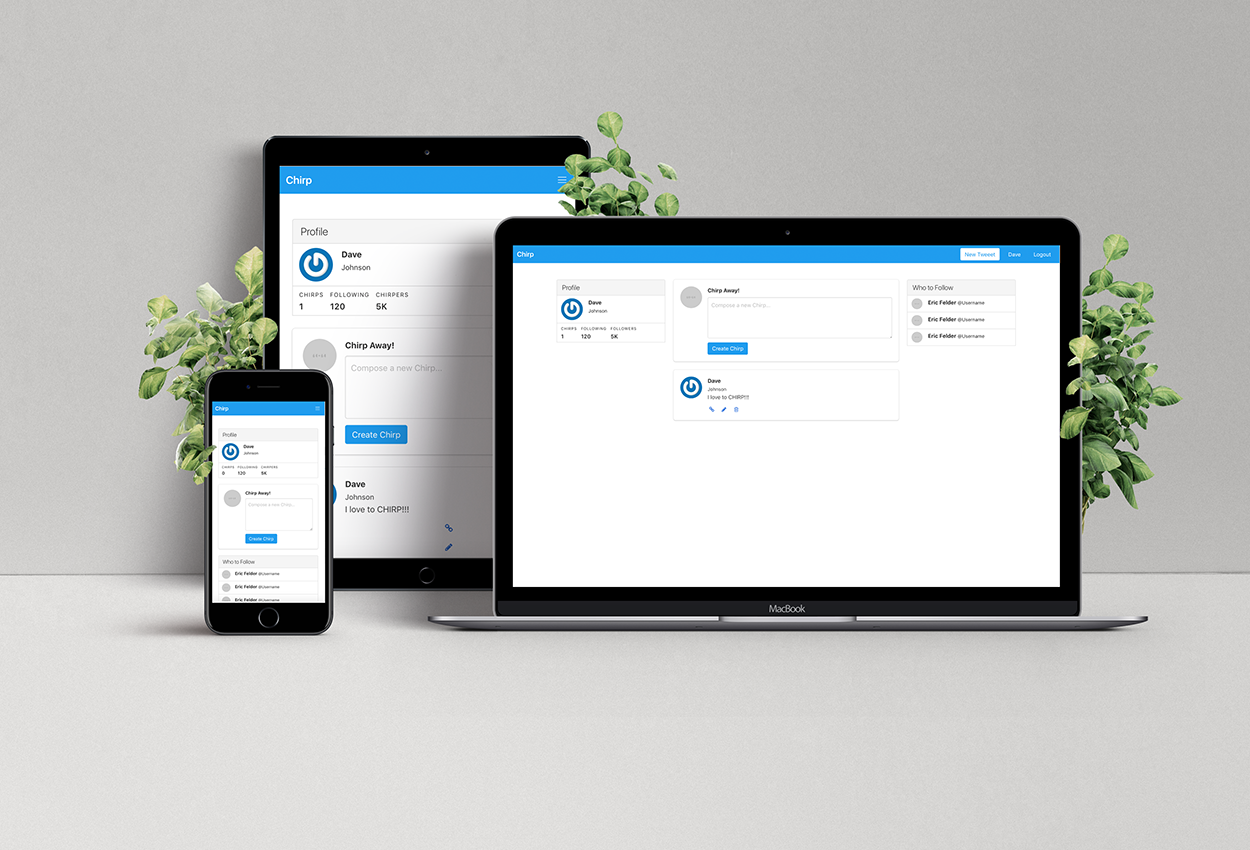 Chirp
Profile
Dave
Johnson
CHIRPS FOLLOWING CHIRPERS
1 120 5K
Chirp Away!
Compose a new Chirp...
Create Chirp
Dave
Johnson
I love to CHIRP!!!
Chirp
Profile
Dave
Johnson
CHIRPS FOLLOWING CHIRPERS
0 120
Chirp Away!
Compose a new Chirp...
Create Chirp
Who to Follow
Eric Felder @Username
Eric Felder @Username
Eric Felder @Username
Chirp New Tweeet Dave Logout
Profile
Dave
Johnson
CHIRPS FOLLOWING FOLLOWERS
1 120 5K
Chirp Away!
Compose a new Chirp...
Create Chirp
Dave
Johnson
I love to CHIRP!!!
Who to Follow
Eric Felder @Username
Eric Felder @Username
Eric Felder @Username
MacBook